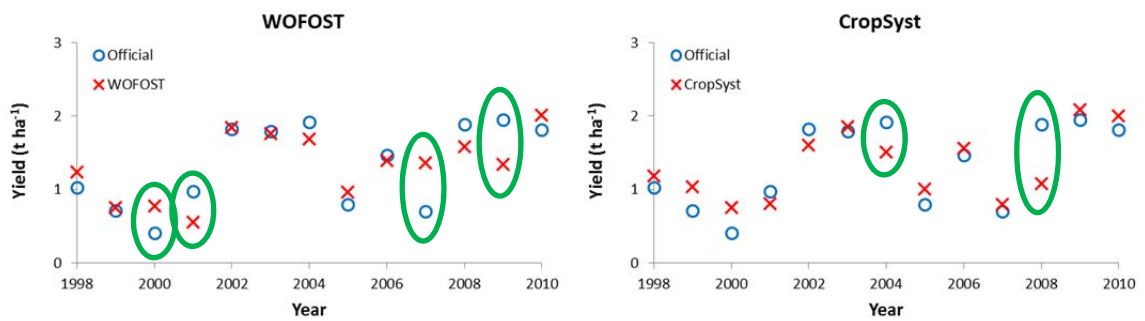 WOFOST
3
2
1
0
Yield (t ha-1)
Official
WOFOST
1998 2000 2002 2004 2006 2008 2010
Year
CropSyst
3
2
1
0
Yield (t ha-1)
Official
CropSyst
1998 2000 2002 2004 2006 2008 2010
Year